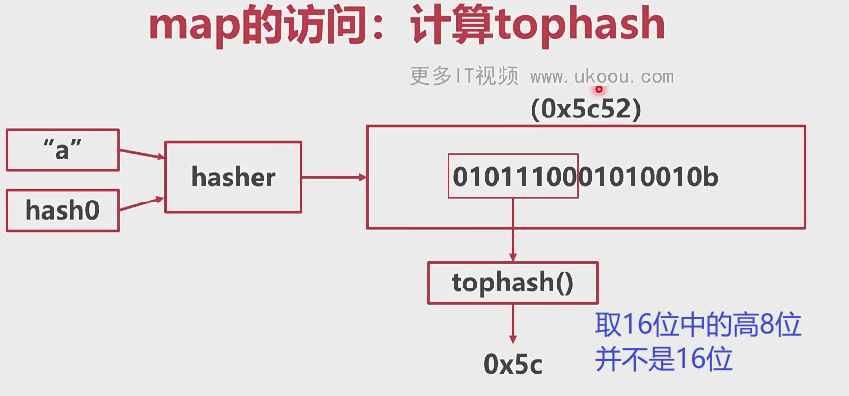 map的访问：计算tophash
更多IT视频 www.ukoou.com
(0x5c52)
“a”
hash0
hasher
0101110001010010b
tophash()
0x5c
取16位中的高8位
并不是16位